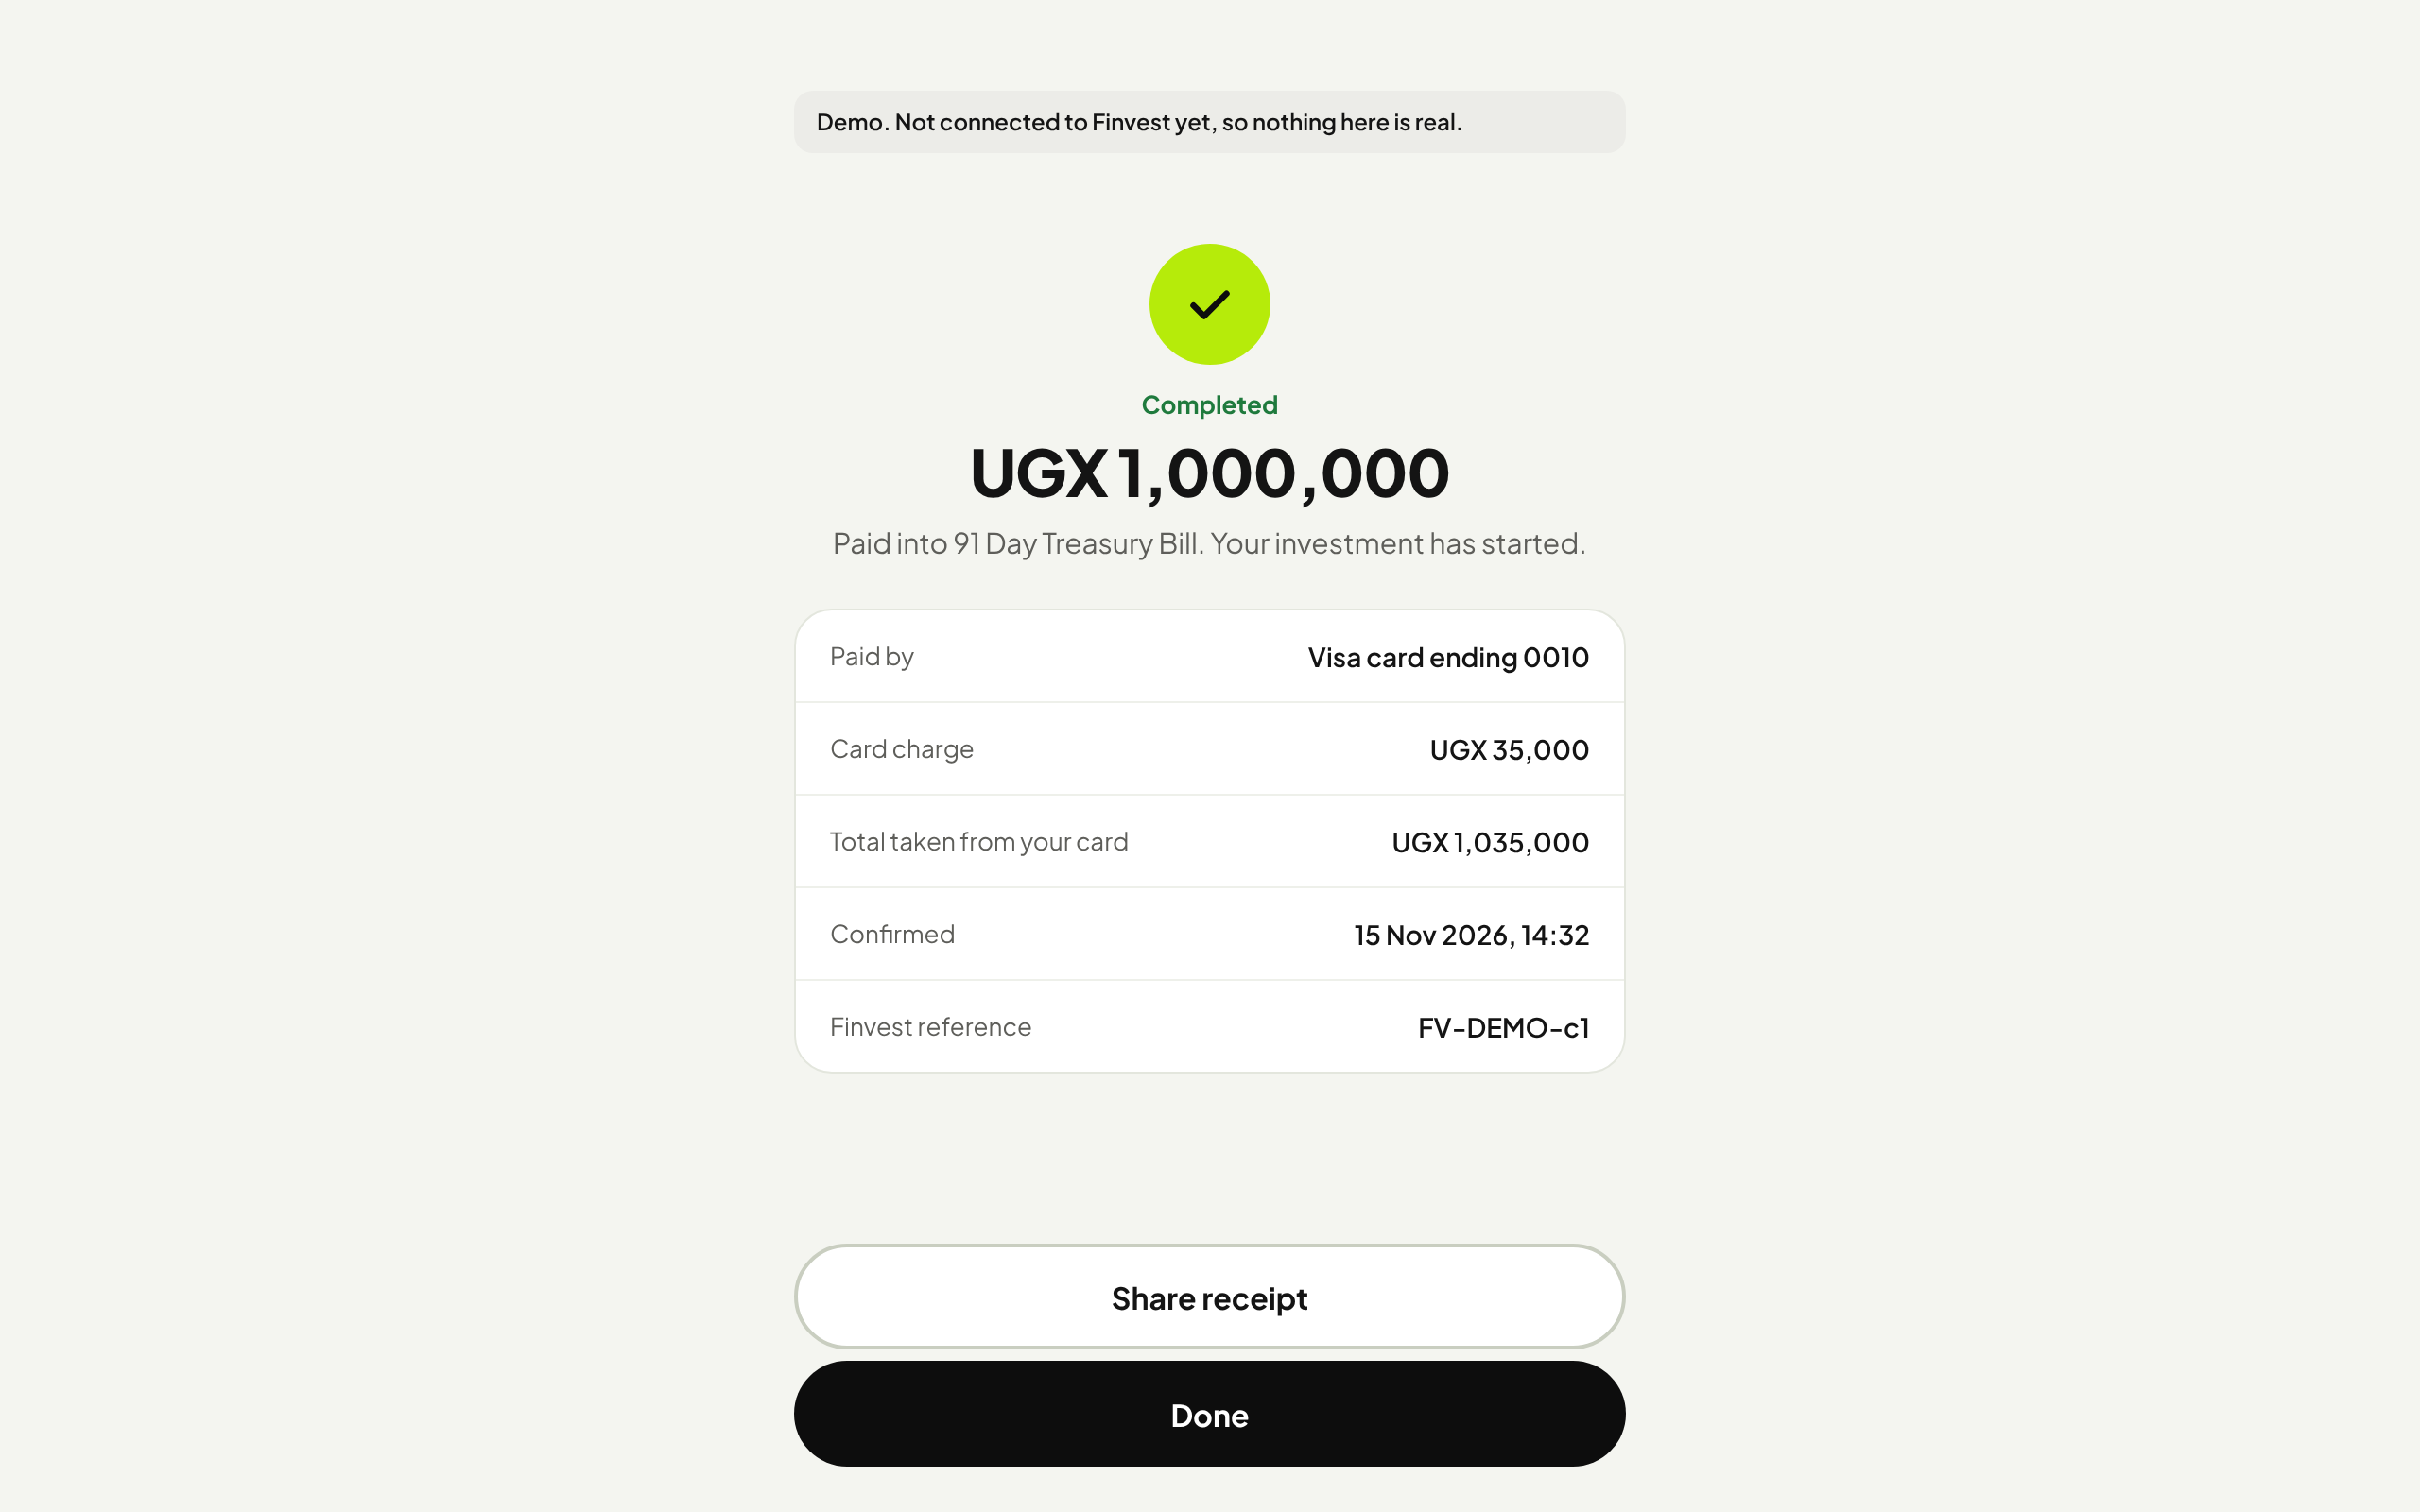 Demo. Not connected to Finvest yet, so nothing here is real.
Completed
UGX 1,000,000
Paid into 91 Day Treasury Bill. Your investment has started.
Paid by Visa card ending 0010
Card charge UGX 35,000
Total taken from your card UGX 1,035,000
Confirmed 15 Nov 2026, 14:32
Finvest reference FV-DEMO-c1
Share receipt
Done